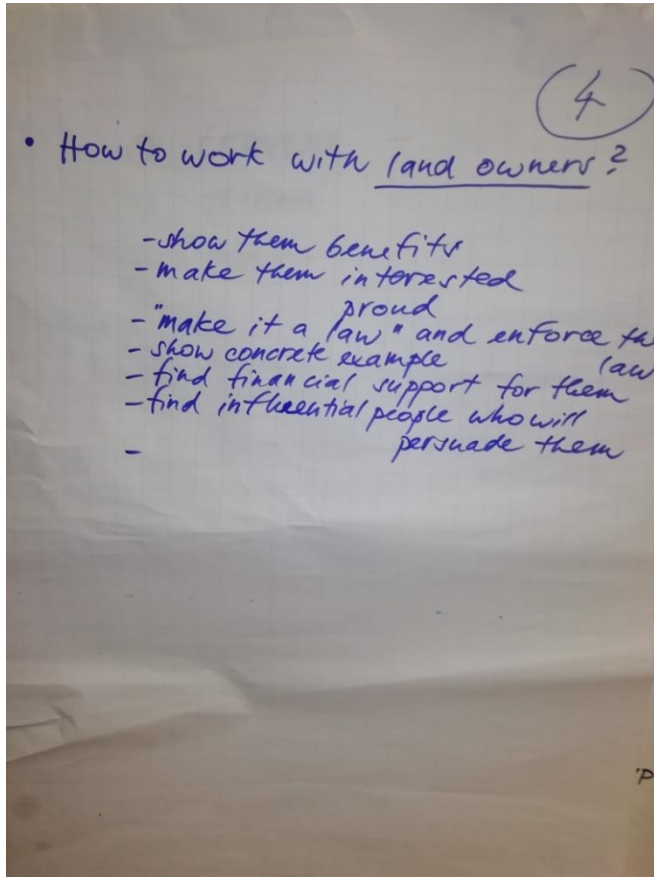 4
• How to work with land owners?
- show them benefits
- make them interested
proud
- "make it a law" and enforce the
law
- show concrete example
- find financial support for them
- find influential people who will
persuade them
-